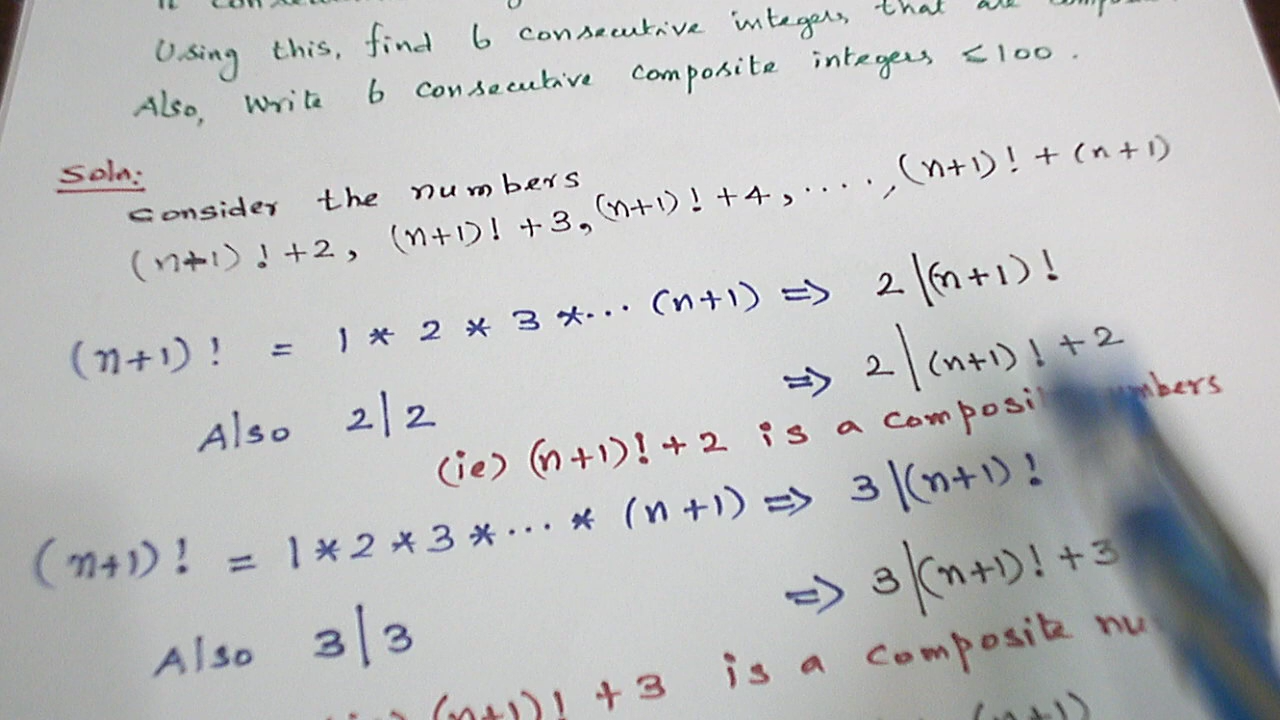 Using this, find 6 consecutive integers that are
Also, Write 6 consecutive composite integers < 100 .
Soln:
Consider the numbers
(n+1)! + 2, (n+1)! + 3, (n+1)! + 4, ....., (n+1)! + (n+1)
(n+1)! = 1 * 2 * 3 *... (n+1) => 2|(n+1)!
Also 2|2 => 2|(n+1)! + 2
(ie) (n+1)! + 2 is a composi mbers
(n+1)! = 1 * 2 * 3 * ... * (n+1) => 3|(n+1)!
Also 3|3 => 3|(n+1)! + 3
(n+1)! + 3 is a composite nu
(n+1)